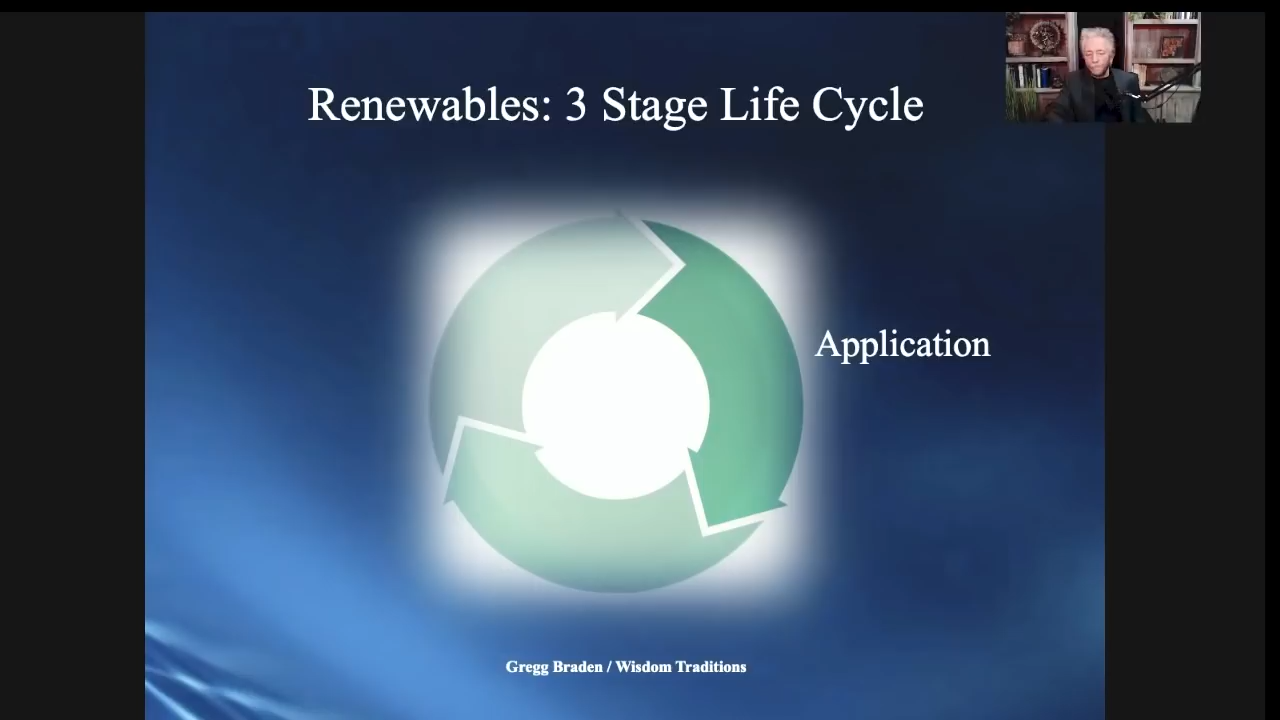 Renewables: 3 Stage Life Cycle
Application
Gregg Braden / Wisdom Traditions